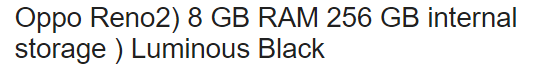 Oppo Reno2) 8 GB RAM 256 GB internal
storage ) Luminous Black